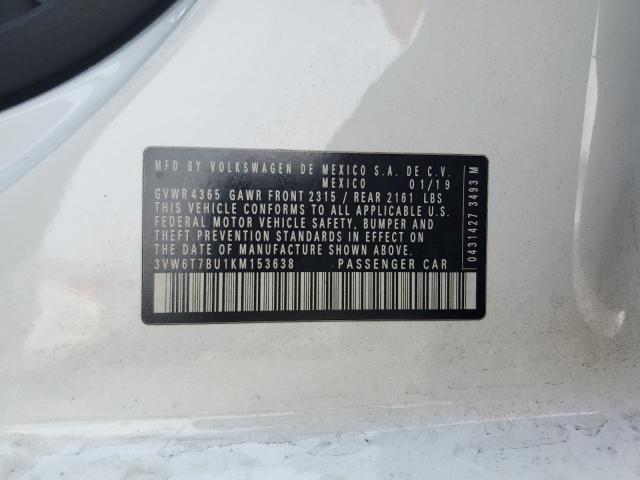 MFD BY VOLKSWAGEN DE MEXICO S.A. DE C.V.
MEXICO 01/19
GVWR 4365 GAWR FRONT 2315 / REAR 2161 LBS
THIS VEHICLE CONFORMS TO ALL APPLICABLE U.S.
FEDERAL MOTOR VEHICLE SAFETY, BUMPER AND
THEFT PREVENTION STANDARDS IN EFFECT ON
THE DATE OF MANUFACTURE SHOWN ABOVE.
3VW6T7BU1KM153638 PASSENGER CAR
0431427 3493 M